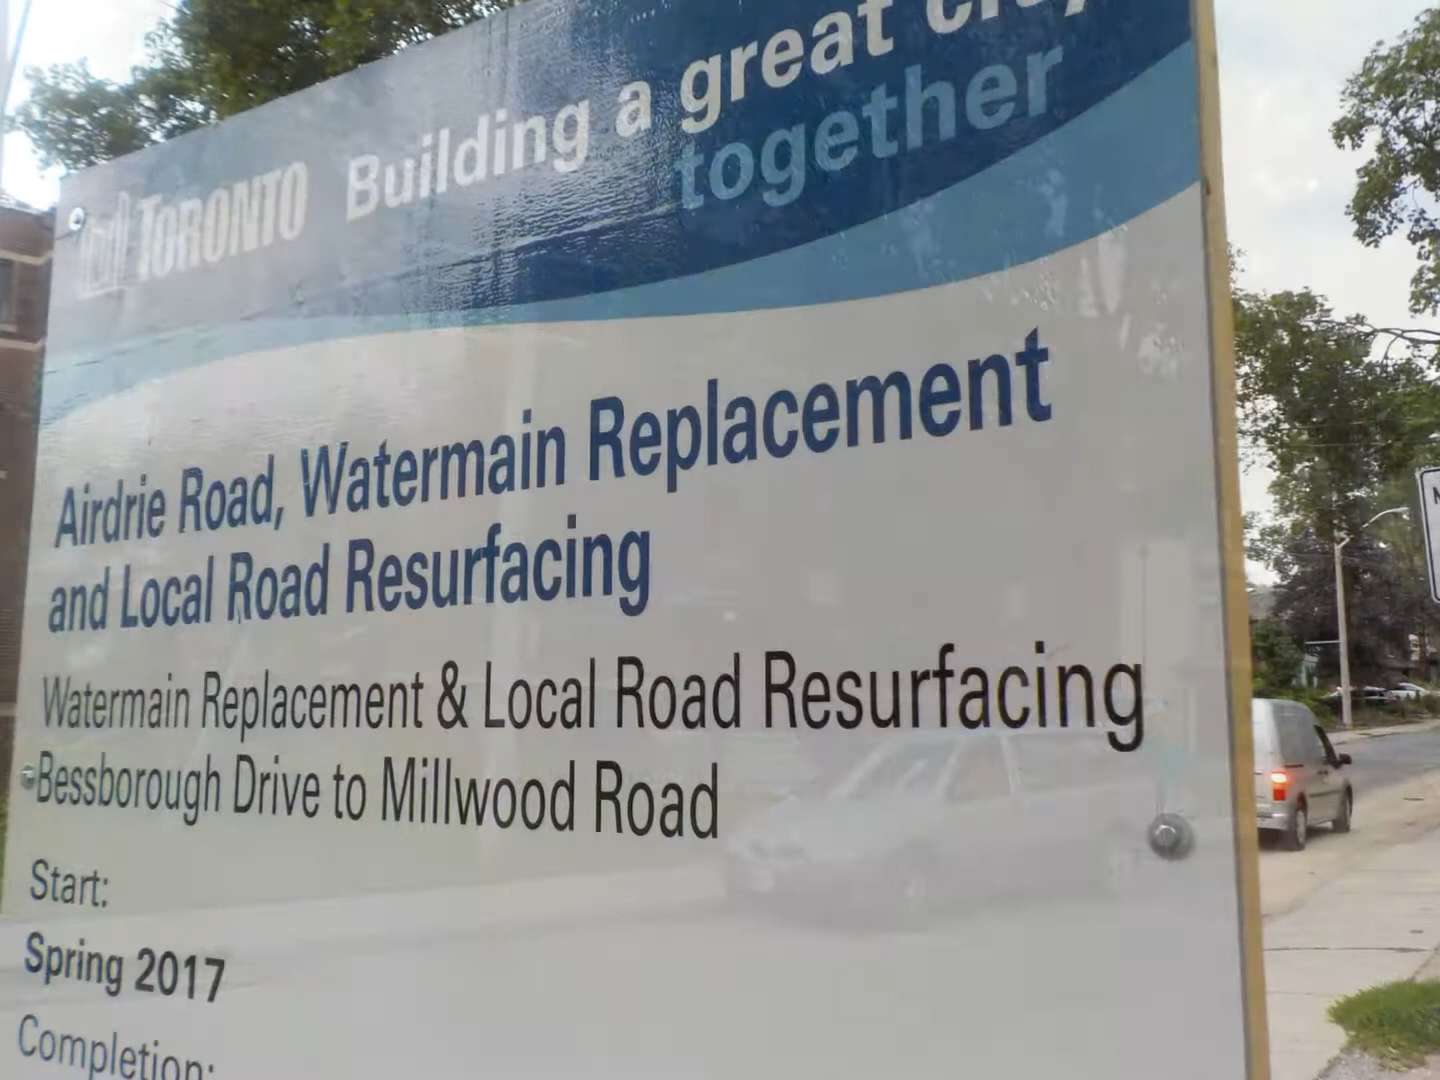 TORONTO Building a great city
together
Airdrie Road, Watermain Replacement
and Local Road Resurfacing
Watermain Replacement & Local Road Resurfacing
Bessborough Drive to Millwood Road
Start:
Spring 2017
Completion: